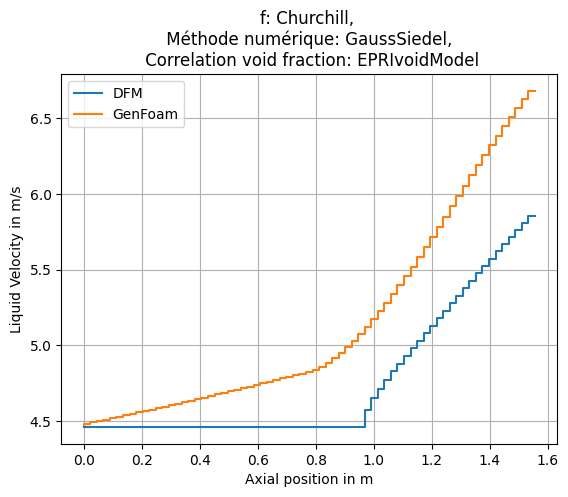 f: Churchill,
Méthode numérique: GaussSiedel,
Correlation void fraction: EPRIvoidModel
DFM
GenFoam
6.5
6.0
5.5
5.0
4.5
Liquid Velocity in m/s
0.0 0.2 0.4 0.6 0.8 1.0 1.2 1.4 1.6
Axial position in m